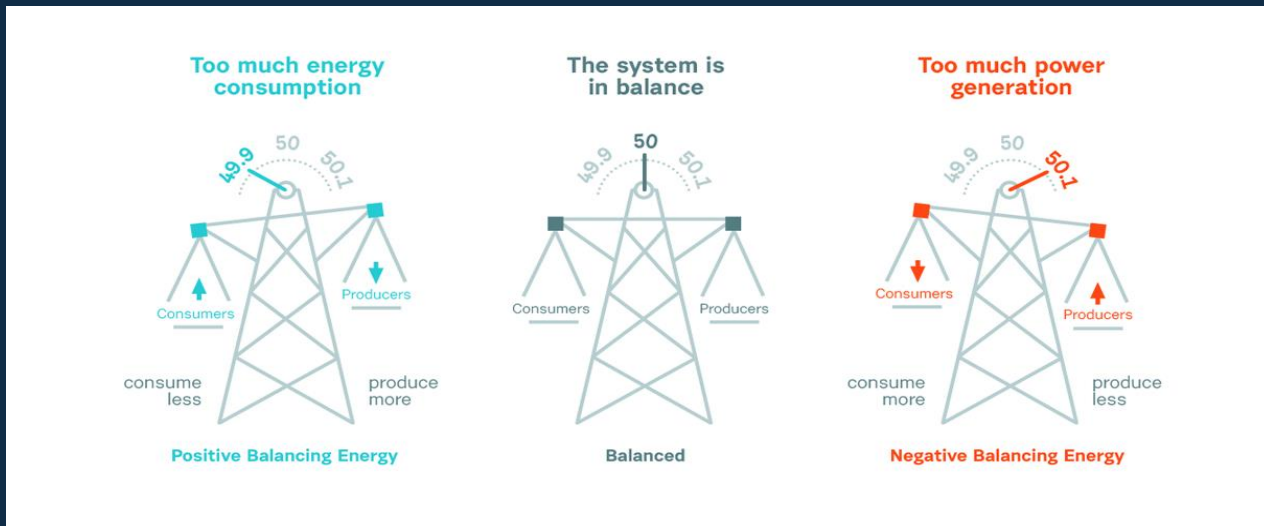 Too much energy
consumption
49.9
50
50.1
Consumers
Producers
consume
less
produce
more
Positive Balancing Energy
The system is
in balance
49.9
50
50.1
Consumers
Producers
Balanced
Too much power
generation
49.9
50
50.1
Consumers
Producers
consume
more
produce
less
Negative Balancing Energy